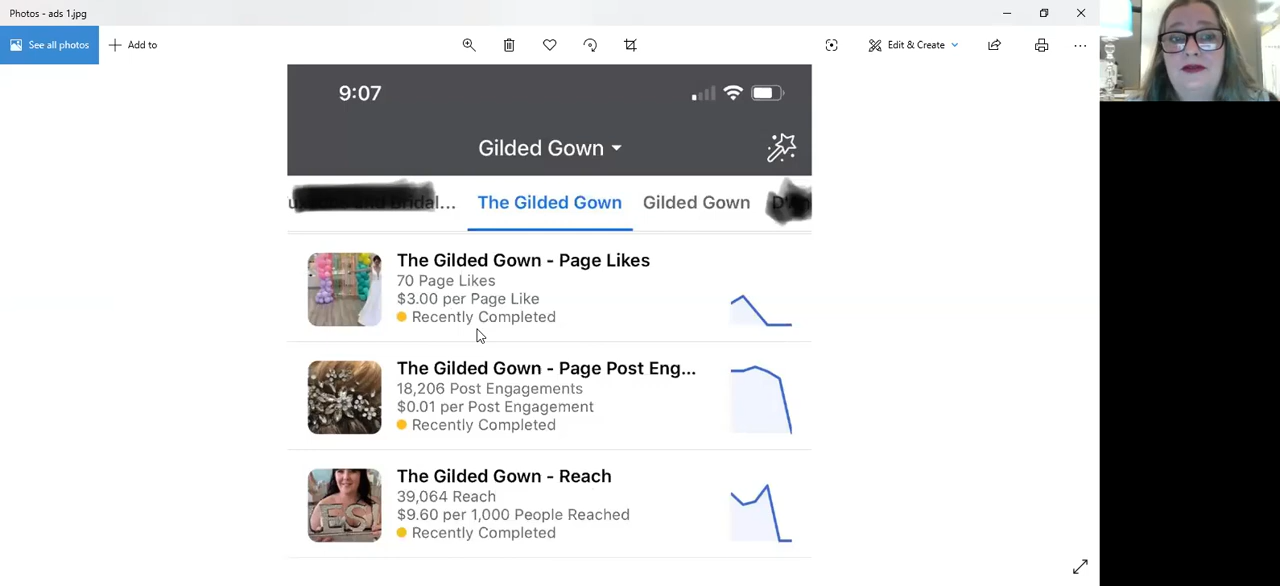 Photos - ads 1.jpg
See all photos
Add to
Edit & Create
9:07
Gilded Gown
The Gilded Gown
Gilded Gown
The Gilded Gown - Page Likes
70 Page Likes
$3.00 per Page Like
Recently Completed
The Gilded Gown - Page Post Eng...
18,206 Post Engagements
$0.01 per Post Engagement
Recently Completed
ES
The Gilded Gown - Reach
39,064 Reach
$9.60 per 1,000 People Reached
Recently Completed